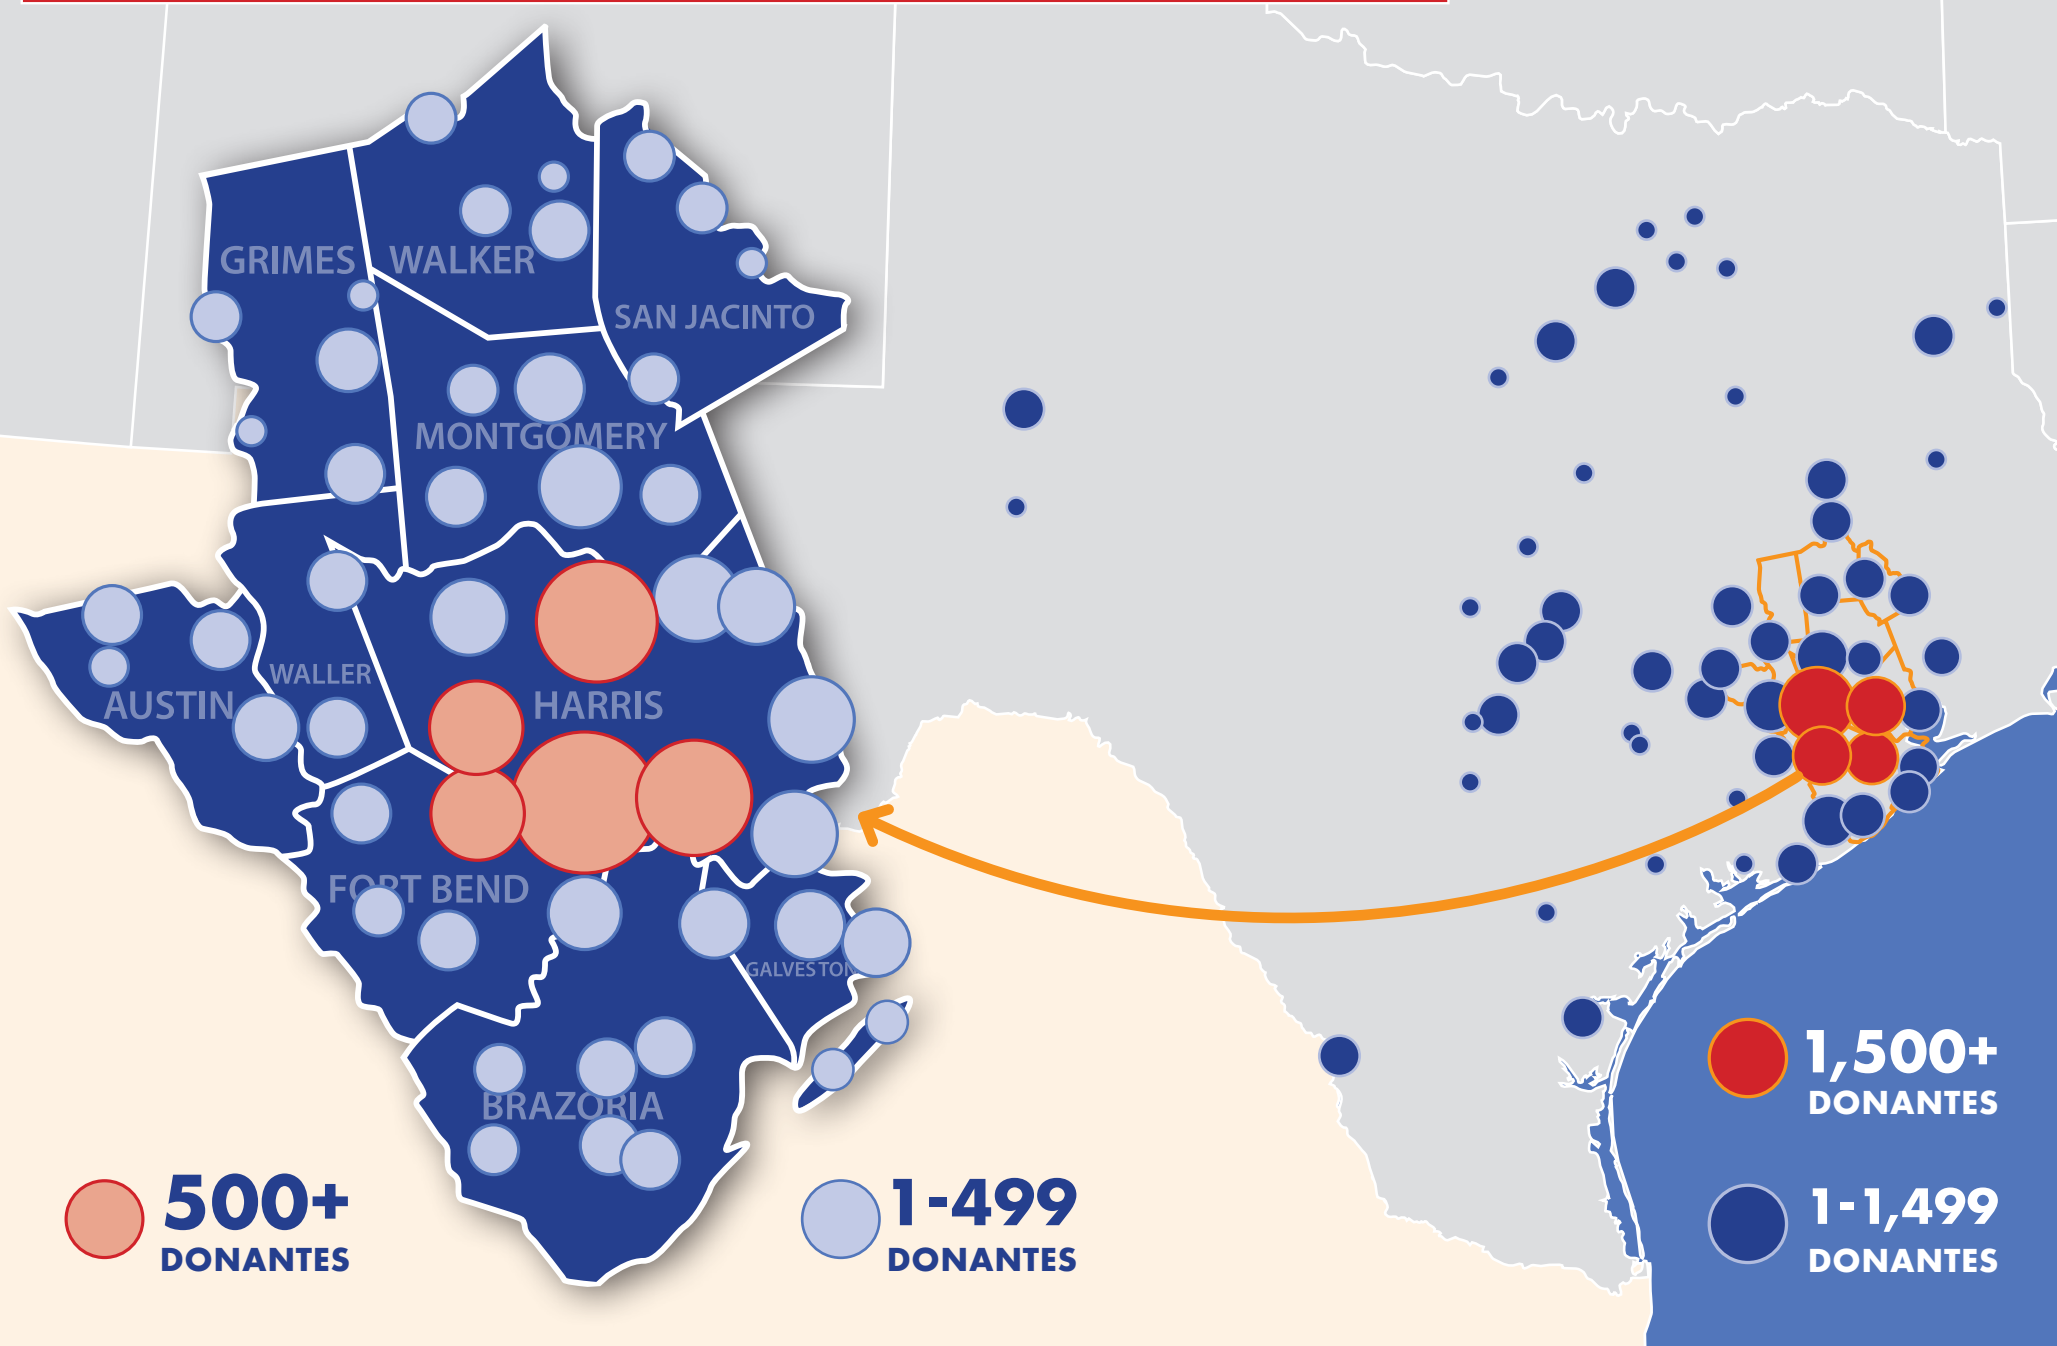 GRIMES
WALKER
SAN JACINTO
MONTGOMERY
WALLER
AUSTIN
HARRIS
FORT BEND
GALVESTON
BRAZORIA
500+
DONANTES
1-499
DONANTES
1,500+
DONANTES
1-1,499
DONANTES